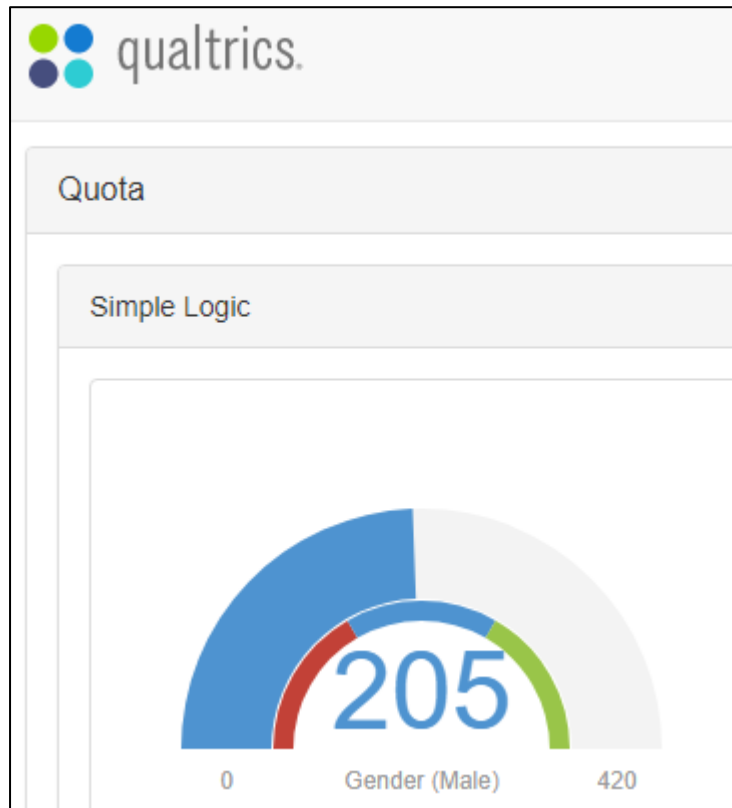 qualtrics.
Quota
Simple Logic
205
0 Gender (Male) 420